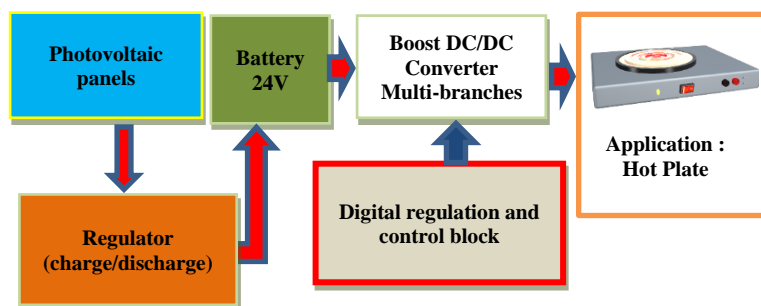 Photovoltaic
panels
Battery
24V
Boost DC/DC
Converter
Multi-branches
Application :
Hot Plate
Regulator
(charge/discharge)
Digital regulation and
control block